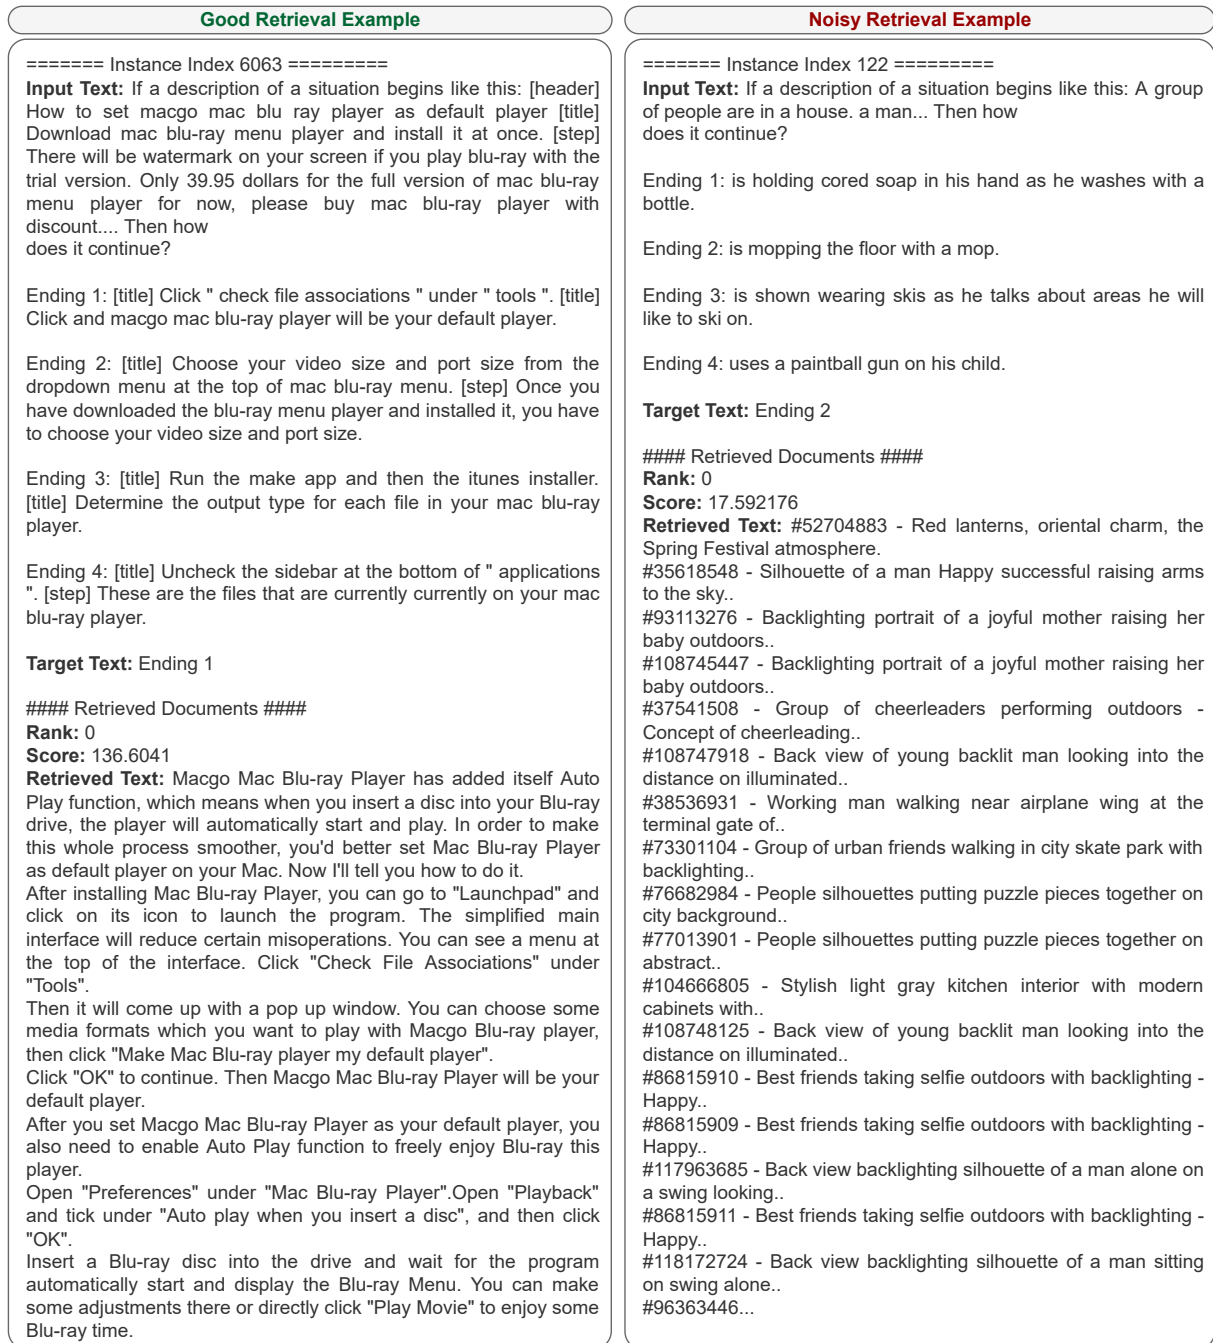 Good Retrieval Example
======= Instance Index 6063 =========
Input Text: If a description of a situation begins like this: [header]
How to set macgo mac blu ray player as default player [title]
Download mac blu-ray menu player and install it at once. [step]
There will be watermark on your screen if you play blu-ray with the
trial version. Only 39.95 dollars for the full version of mac blu-ray
menu player for now, please buy mac blu-ray player with
discount.... Then how
does it continue?
Ending 1: [title] Click " check file associations " under " tools ". [title]
Click and macgo mac blu-ray player will be your default player.
Ending 2: [title] Choose your video size and port size from the
dropdown menu at the top of mac blu-ray menu. [step] Once you
have downloaded the blu-ray menu player and installed it, you have
to choose your video size and port size.
Ending 3: [title] Run the make app and then the itunes installer.
[title] Determine the output type for each file in your mac blu-ray
player.
Ending 4: [title] Uncheck the sidebar at the bottom of " applications
". [step] These are the files that are currently currently on your mac
blu-ray player.
Target Text: Ending 1
#### Retrieved Documents ####
Rank: 0
Score: 136.6041
Retrieved Text: Macgo Mac Blu-ray Player has added itself Auto
Play function, which means when you insert a disc into your Blu-ray
drive, the player will automatically start and play. In order to make
this whole process smoother, you'd better set Mac Blu-ray Player
as default player on your Mac. Now I'll tell you how to do it.
After installing Mac Blu-ray Player, you can go to "Launchpad" and
click on its icon to launch the program. The simplified main
interface will reduce certain misoperations. You can see a menu at
the top of the interface. Click "Check File Associations" under
"Tools".
Then it will come up with a pop up window. You can choose some
media formats which you want to play with Macgo Blu-ray player,
then click "Make Mac Blu-ray player my default player".
Click "OK" to continue. Then Macgo Mac Blu-ray Player will be your
default player.
After you set Macgo Mac Blu-ray Player as your default player, you
also need to enable Auto Play function to freely enjoy Blu-ray this
player.
Open "Preferences" under "Mac Blu-ray Player".Open "Playback"
and tick under "Auto play when you insert a disc", and then click
"OK".
Insert a Blu-ray disc into the drive and wait for the program
automatically start and display the Blu-ray Menu. You can make
some adjustments there or directly click "Play Movie" to enjoy some
Blu-ray time.
Noisy Retrieval Example
======= Instance Index 122 =========
Input Text: If a description of a situation begins like this: A group
of people are in a house. a man... Then how
does it continue?
Ending 1: is holding cored soap in his hand as he washes with a
bottle.
Ending 2: is mopping the floor with a mop.
Ending 3: is shown wearing skis as he talks about areas he will
like to ski on.
Ending 4: uses a paintball gun on his child.
Target Text: Ending 2
#### Retrieved Documents ####
Rank: 0
Score: 17.592176
Retrieved Text: #52704883 - Red lanterns, oriental charm, the
Spring Festival atmosphere.
#35618548 - Silhouette of a man Happy successful raising arms
to the sky..
#93113276 - Backlighting portrait of a joyful mother raising her
baby outdoors..
#108745447 - Backlighting portrait of a joyful mother raising her
baby outdoors..
#37541508 - Group of cheerleaders performing outdoors -
Concept of cheerleading..
#108747918 - Back view of young backlit man looking into the
distance on illuminated..
#38536931 - Working man walking near airplane wing at the
terminal gate of..
#73301104 - Group of urban friends walking in city skate park with
backlighting..
#76682984 - People silhouettes putting puzzle pieces together on
city background..
#77013901 - People silhouettes putting puzzle pieces together on
abstract..
#104666805 - Stylish light gray kitchen interior with modern
cabinets with..
#108748125 - Back view of young backlit man looking into the
distance on illuminated..
#86815910 - Best friends taking selfie outdoors with backlighting -
Happy..
#86815909 - Best friends taking selfie outdoors with backlighting -
Happy..
#117963685 - Back view backlighting silhouette of a man alone on
a swing looking..
#86815911 - Best friends taking selfie outdoors with backlighting -
Happy..
#118172724 - Back view backlighting silhouette of a man sitting
on swing alone..
#96363446...